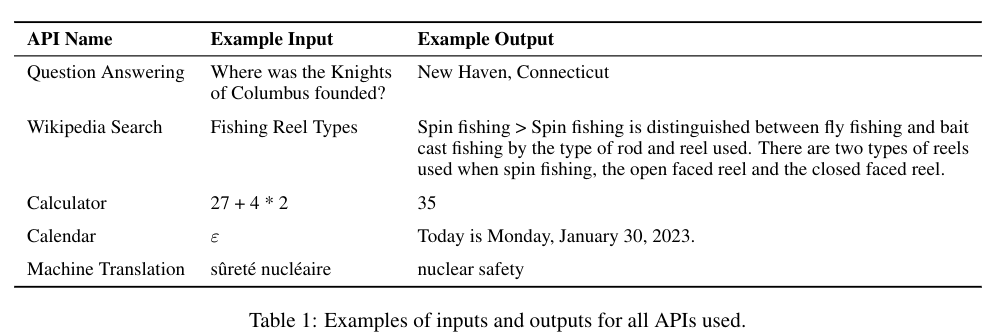 API Name Example Input Example Output
Question Answering Where was the Knights New Haven, Connecticut
of Columbus founded?
Wikipedia Search Fishing Reel Types Spin fishing > Spin fishing is distinguished between fly fishing and bait
cast fishing by the type of rod and reel used. There are two types of reels
used when spin fishing, the open faced reel and the closed faced reel.
Calculator 27 + 4 * 2 35
Calendar ε Today is Monday, January 30, 2023.
Machine Translation sûreté nucléaire nuclear safety
Table 1: Examples of inputs and outputs for all APIs used.